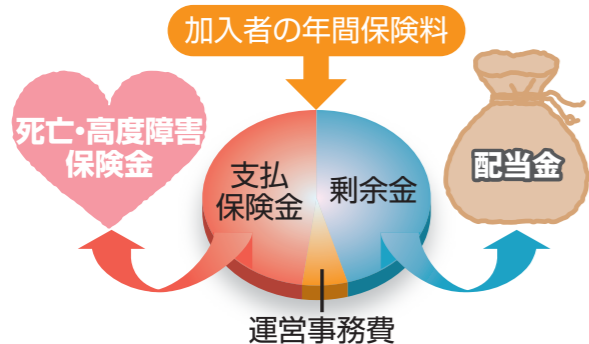 加入者の年間保険料
死亡・高度障害
保険金
支払
保険金
剰余金
配当金
運営事務費